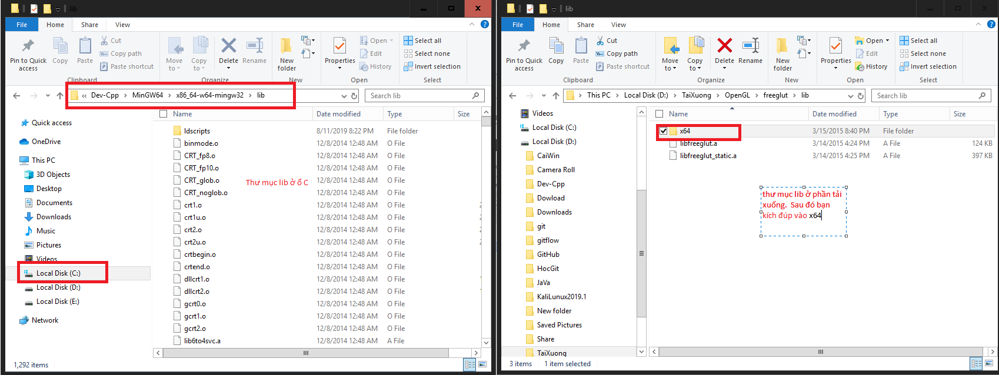 lib
File
Home
Share
View
Pin to Quick access
Copy
Paste
Cut
Copy path
Paste shortcut
Clipboard
Move to
Copy to
Delete
Rename
Organize
New folder
New
Properties
Open
Edit
History
Open
Select all
Select none
Invert selection
Select
« Dev-Cpp > MinGW64 > x86_64-w64-mingw32 > lib
Search lib
Quick access
OneDrive
This PC
3D Objects
Desktop
Documents
Downloads
Music
Pictures
Videos
Local Disk (C:)
Local Disk (D:)
Local Disk (E:)
Network
Name Date modified Type Size
ldscripts 8/11/2019 8:22 PM File folder
binmode.o 12/8/2014 12:48 AM O File
CRT_fp8.o 12/8/2014 12:48 AM O File
CRT_fp10.o 12/8/2014 12:48 AM O File
CRT_glob.o 12/8/2014 12:48 AM O File
CRT_noglob.o 12/8/2014 12:48 AM O File
crt1.o 12/8/2014 12:48 AM O File
crt1u.o 12/8/2014 12:48 AM O File
crt2.o 12/8/2014 12:48 AM O File
crt2u.o 12/8/2014 12:48 AM O File
crtbegin.o 12/8/2014 12:48 AM O File
crtend.o 12/8/2014 12:48 AM O File
dllcrt1.o 12/8/2014 12:48 AM O File
dllcrt2.o 12/8/2014 12:48 AM O File
gcrt0.o 12/8/2014 12:48 AM O File
gcrt1.o 12/8/2014 12:48 AM O File
gcrt2.o 12/8/2014 12:48 AM O File
lib6to4svc.a 12/8/2014 12:48 AM A File
Thư mục lib ở ổ C
1,292 items
lib
File
Home
Share
View
Pin to Quick access
Copy
Paste
Cut
Copy path
Paste shortcut
Clipboard
Move to
Copy to
Delete
Rename
Organize
New folder
New
Properties
Open
Edit
History
Open
Select all
Select none
Invert selection
Select
> This PC > Local Disk (D:) > TaiXuong > OpenGL > freeglut > lib
Search lib
Videos
Local Disk (C:)
Local Disk (D:)
CaiWin
Camera Roll
Dev-Cpp
Dowload
Downloads
git
gitflow
GitHub
HocGit
JaVa
KaliLunux2019.1
New folder
Saved Pictures
Share
TaiXuong
Name Date modified Type Size
x64 3/15/2015 8:40 PM File folder
libfreeglut.a 3/14/2015 4:24 PM A File 124 KB
libfreeglut_static.a 3/14/2015 4:25 PM A File 397 KB
thư mục lib ở phần tải
xuống. Sau đó bạn
kích đúp vào x64
3 items 1 item selected